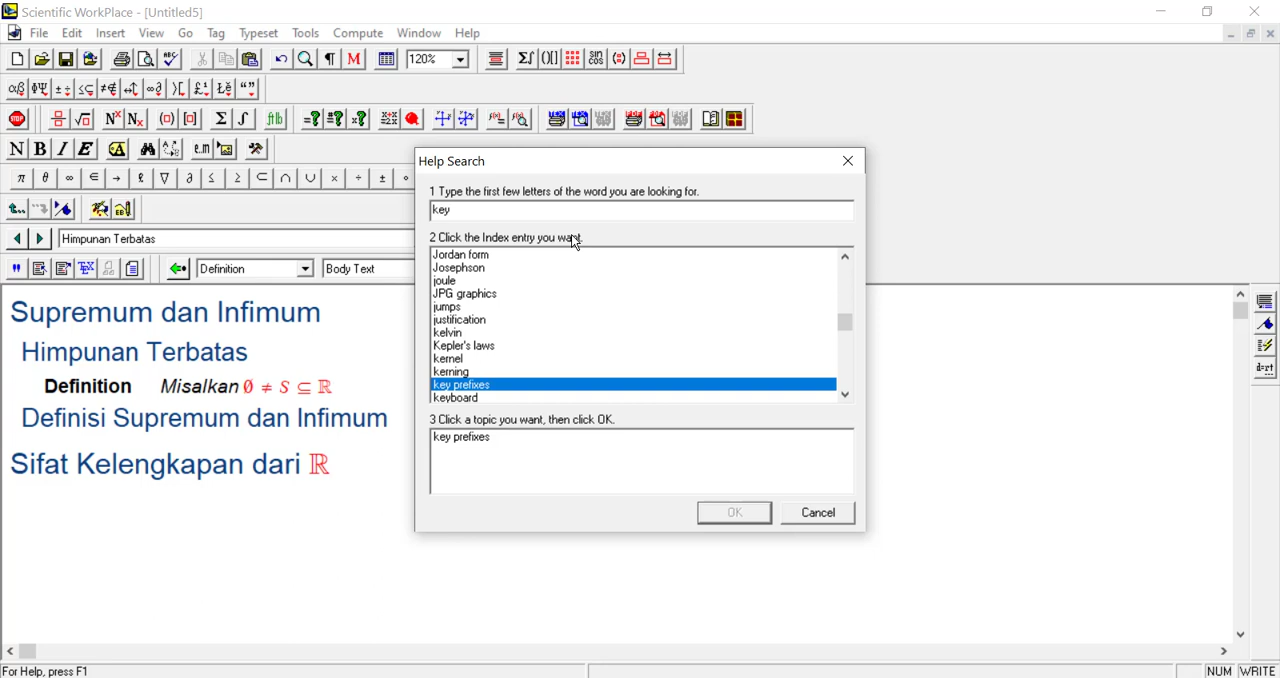 Scientific WorkPlace - [Untitled5]
File Edit Insert View Go Tag Typeset Tools Compute Window Help
120%
Himpunan Terbatas
Definition Body Text
Supremum dan Infimum
Himpunan Terbatas
Definition Misalkan ∅ ≠ S ⊆ ℝ
Definisi Supremum dan Infimum
Sifat Kelengkapan dari ℝ
Help Search
1 Type the first few letters of the word you are looking for.
key
2 Click the Index entry you want.
Jordan form
Josephson
joule
JPG graphics
jumps
justification
kelvin
Kepler's laws
kernel
kerning
key prefixes
keyboard
3 Click a topic you want, then click OK.
key prefixes
OK Cancel
For Help, press F1
NUM WRITE